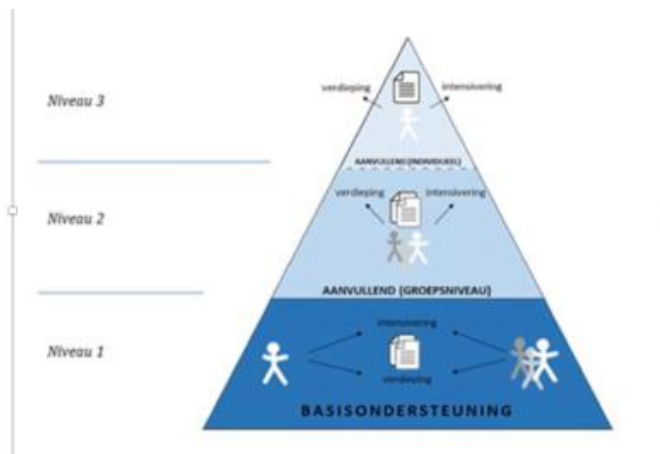 Niveau 3
verdieping
intensivering
AANVULLEND (INDIVIDUEEL)
Niveau 2
verdieping
intensivering
AANVULLEND (GROEPSNIVEAU)
Niveau 1
intensivering
verdieping
BASISONDERSTEUNING